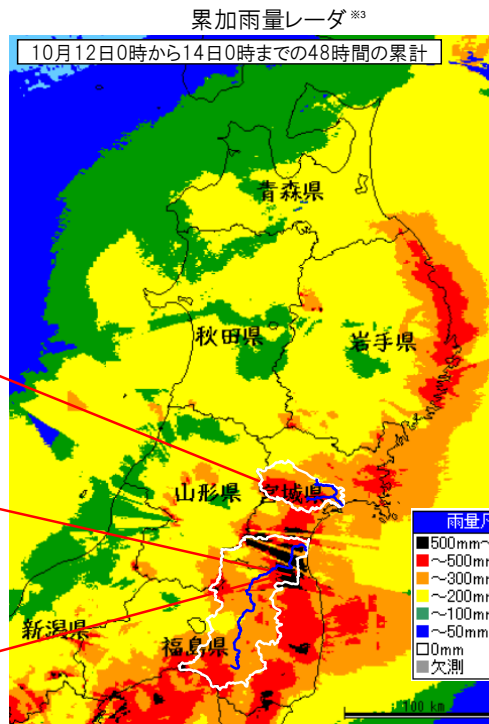 累加雨量レーダ※3
10月12日0時から14日0時までの48時間の累計
青森県
秋田県
岩手県
山形県
宮城県
新潟県
福島県
雨量
500mm～
～500mm
～300mm
～200mm
～100mm
～50mm
0mm
欠測
100 km